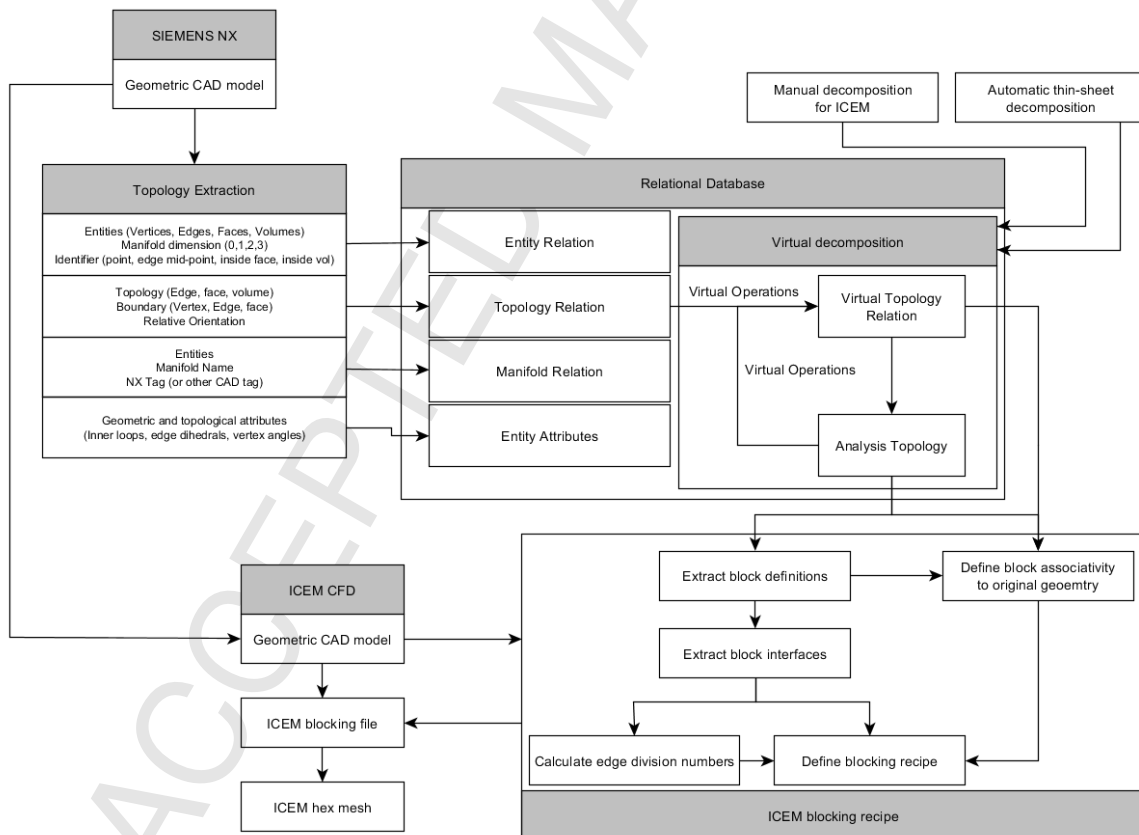 SIEMENS NX
Geometric CAD model
Manual decomposition
for ICEM
Automatic thin-sheet
decomposition
Topology Extraction
Entities (Vertices, Edges, Faces, Volumes)
Manifold dimension (0,1,2,3)
Identifier (point, edge mid-point, inside face, inside vol)
Topology (Edge, face, volume)
Boundary (Vertex, Edge, face)
Relative Orientation
Entities
Manifold Name
NX Tag (or other CAD tag)
Geometric and topological attributes
(Inner loops, edge dihedrals, vertex angles)
Relational Database
Entity Relation
Topology Relation
Manifold Relation
Entity Attributes
Virtual decomposition
Virtual Operations
Virtual Topology
Relation
Virtual Operations
Analysis Topology
ICEM CFD
Geometric CAD model
ICEM blocking file
ICEM hex mesh
Extract block definitions
Define block associativity
to original geoemtry
Extract block interfaces
Calculate edge division numbers
Define blocking recipe
ICEM blocking recipe
ACCEPTED MA